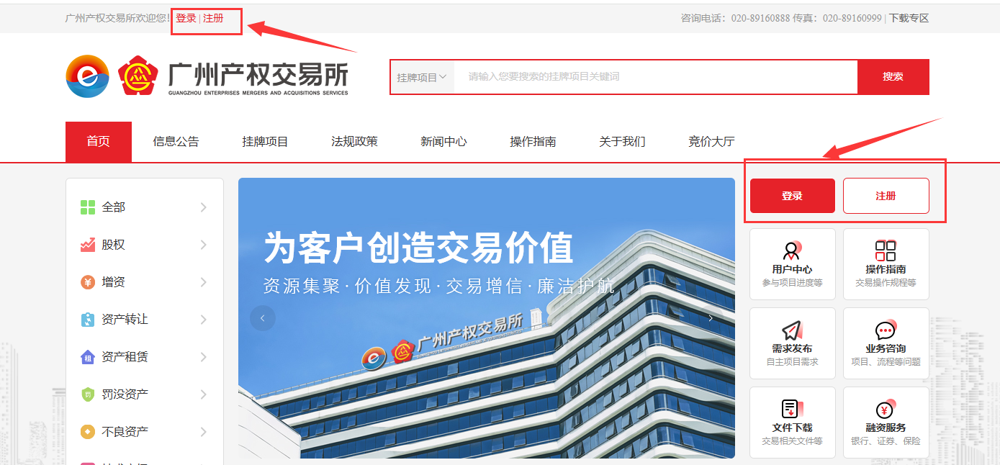 广州产权交易所欢迎您! 登录 | 注册
咨询电话：020-89160888 传真：020-89160999 | 下载专区
广州产权交易所
GUANGZHOU ENTERPRISES MERGERS AND ACQUISITIONS SERVICES
挂牌项目
请输入您要搜索的挂牌项目关键词
搜索
首页 信息公告 挂牌项目 法规政策 新闻中心 操作指南 关于我们 竞价大厅
全部
股权
增资
资产转让
租
资产租赁
罚
罚没资产
不良资产
为客户创造交易价值
资源集聚·价值发现·交易增信·廉洁护航
广州产权交易所
登录 注册
用户中心
参与项目进度等
操作指南
交易操作规程等
需求发布
自主项目需求
业务咨询
项目、流程等问题
文件下载
交易相关文件等
融资服务
银行、证券、保险